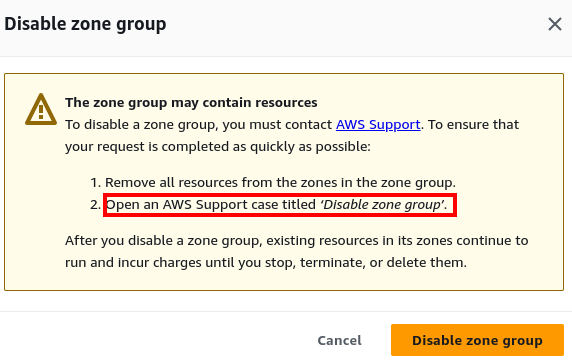 Disable zone group
The zone group may contain resources
To disable a zone group, you must contact AWS Support. To ensure that
your request is completed as quickly as possible:
1. Remove all resources from the zones in the zone group.
2. Open an AWS Support case titled ‘Disable zone group’.
After you disable a zone group, existing resources in its zones continue to
run and incur charges until you stop, terminate, or delete them.
Cancel
Disable zone group